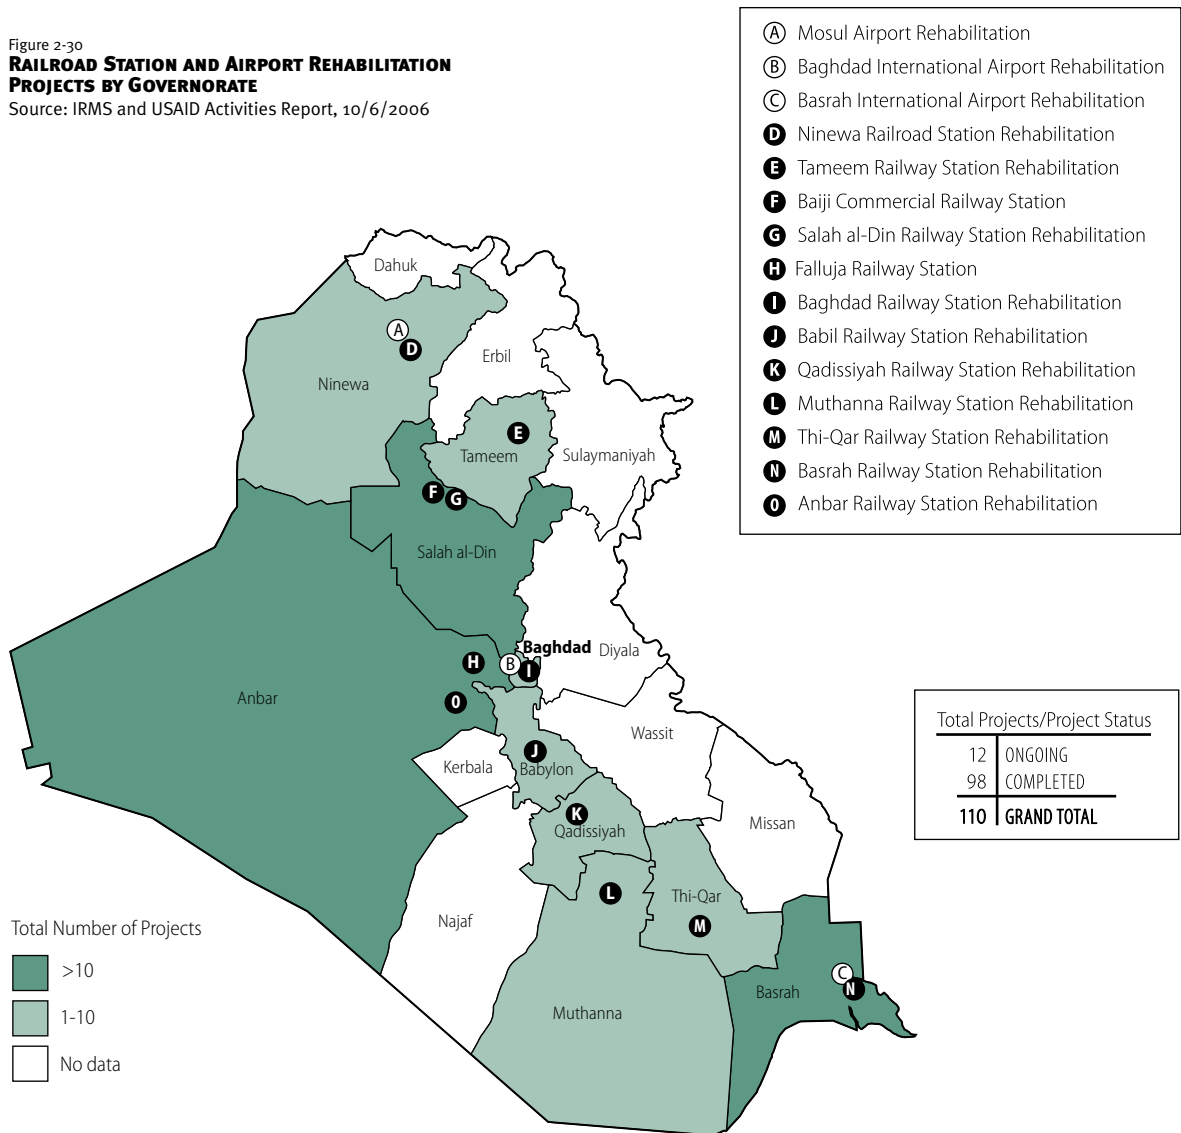 Figure 2-30
Railroad Station and Airport Rehabilitation
Projects by Governorate
Source: IRMS and USAID Activities Report, 10/6/2006
A Mosul Airport Rehabilitation
B Baghdad International Airport Rehabilitation
C Basrah International Airport Rehabilitation
D Ninewa Railroad Station Rehabilitation
E Tameem Railway Station Rehabilitation
F Baiji Commercial Railway Station
G Salah al-Din Railway Station Rehabilitation
H Falluja Railway Station
I Baghdad Railway Station Rehabilitation
J Babil Railway Station Rehabilitation
K Qadissiyah Railway Station Rehabilitation
L Muthanna Railway Station Rehabilitation
M Thi-Qar Railway Station Rehabilitation
N Basrah Railway Station Rehabilitation
O Anbar Railway Station Rehabilitation
Dahuk
A
D
Erbil
Ninewa
E
Tameem
Sulaymaniyah
F
G
Salah al-Din
Baghdad
Diyala
H
B
I
Anbar
O
Wassit
J
Kerbala
Babylon
K
Qadissiyah
Missan
L
Thi-Qar
M
Najaf
C
N
Basrah
Muthanna
Total Projects/Project Status
12 ONGOING
98 COMPLETED
110 GRAND TOTAL
Total Number of Projects
>10
1-10
No data